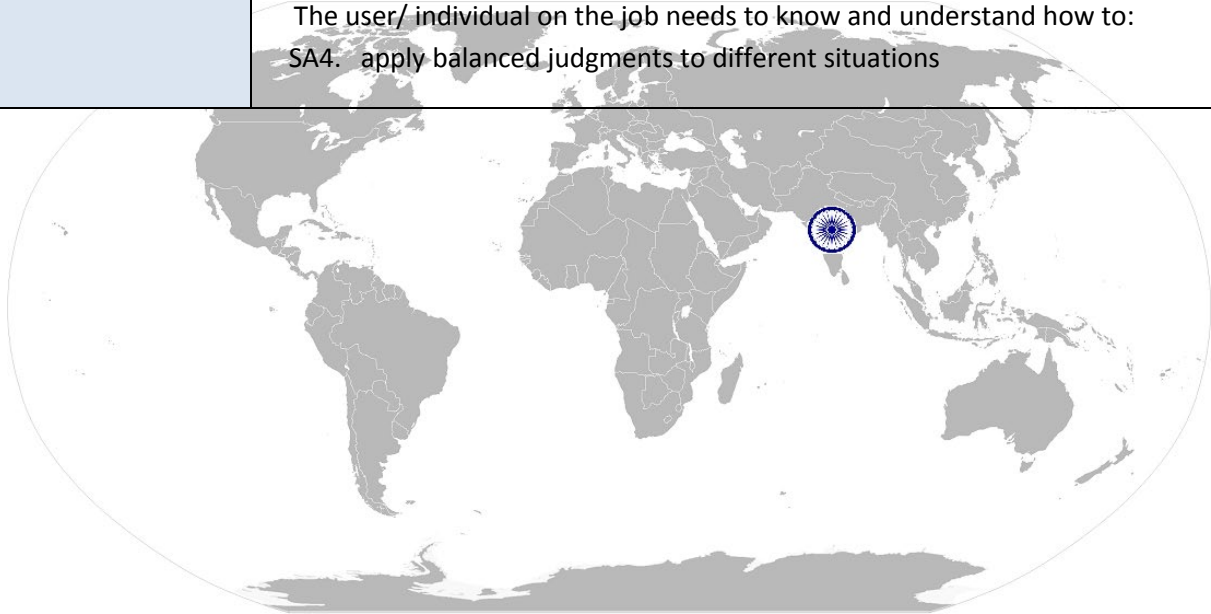 The user/ individual on the job needs to know and understand how to:
SA4. apply balanced judgments to different situations